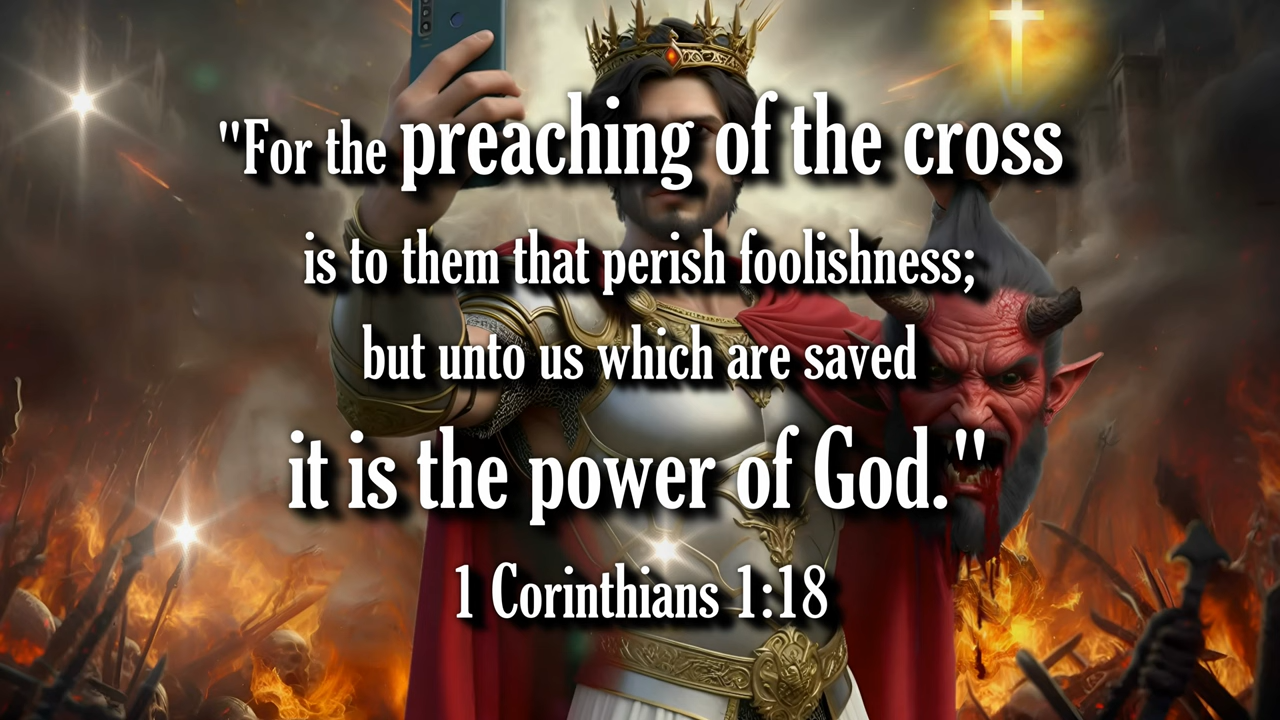 "For the preaching of the cross
is to them that perish foolishness;
but unto us which are saved
it is the power of God."
1 Corinthians 1:18